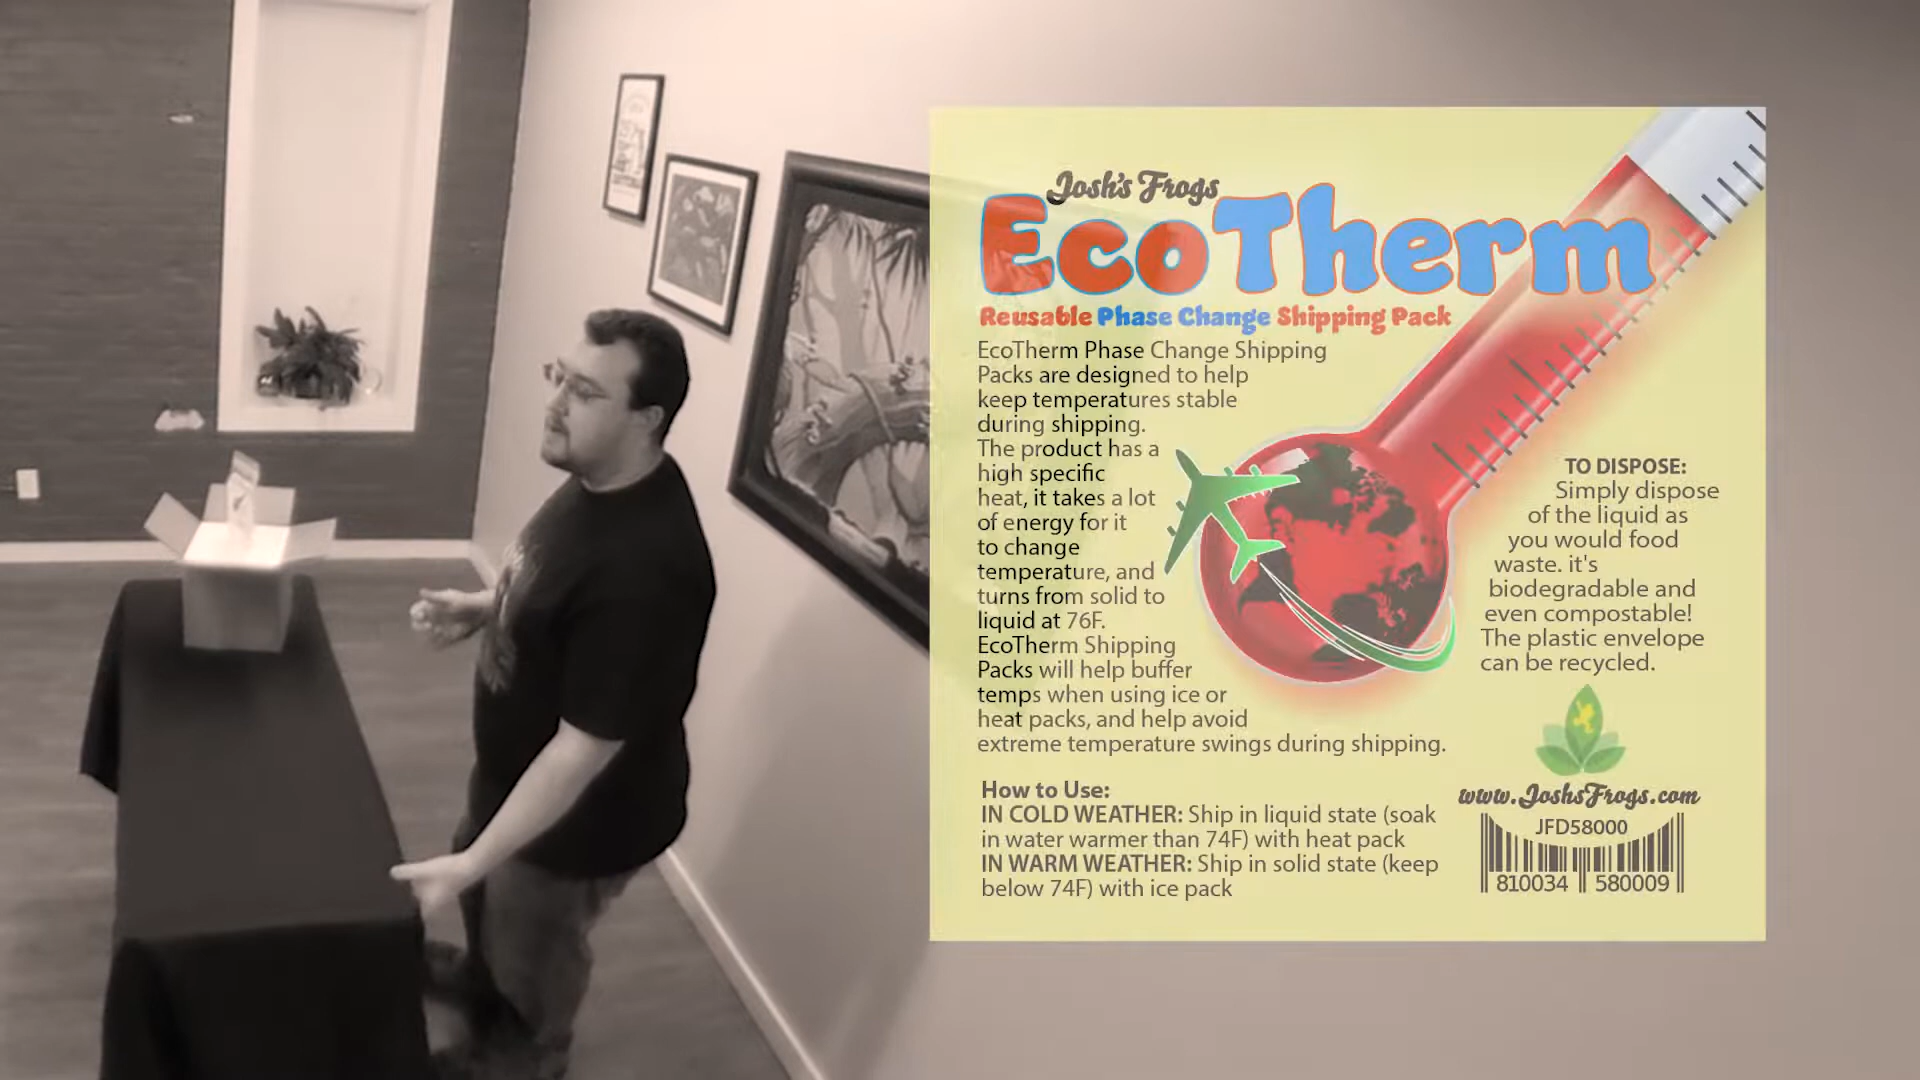 Josh's Frogs
EcoTherm
Reusable Phase Change Shipping Pack
EcoTherm Phase Change Shipping
Packs are designed to help
keep temperatures stable
during shipping.
The product has a
high specific
heat, it takes a lot
of energy for it
to change
temperature, and
turns from solid to
liquid at 76F.
EcoTherm Shipping
Packs will help buffer
temps when using ice or
heat packs, and help avoid
extreme temperature swings during shipping.
How to Use:
IN COLD WEATHER: Ship in liquid state (soak
in water warmer than 74F) with heat pack
IN WARM WEATHER: Ship in solid state (keep
below 74F) with ice pack
TO DISPOSE:
Simply dispose
of the liquid as
you would food
waste. it's
biodegradable and
even compostable!
The plastic envelope
can be recycled.
www.JoshsFrogs.com
JFD58000
810034 580009